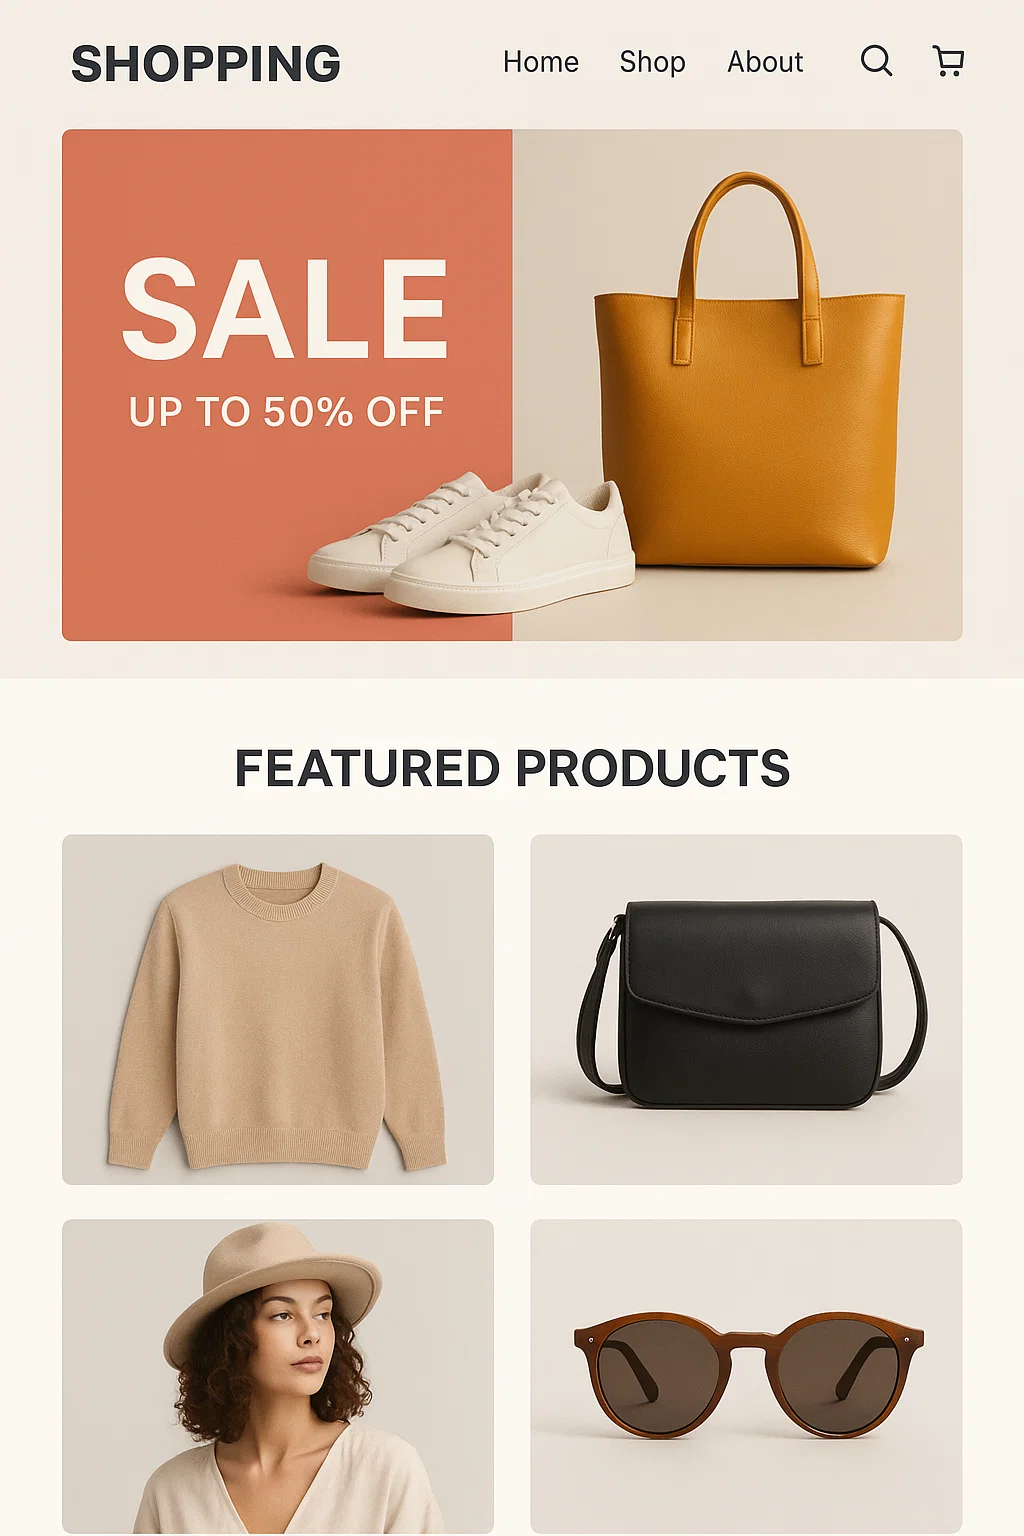 SHOPPING
Home Shop About
SALE
UP TO 50% OFF
FEATURED PRODUCTS